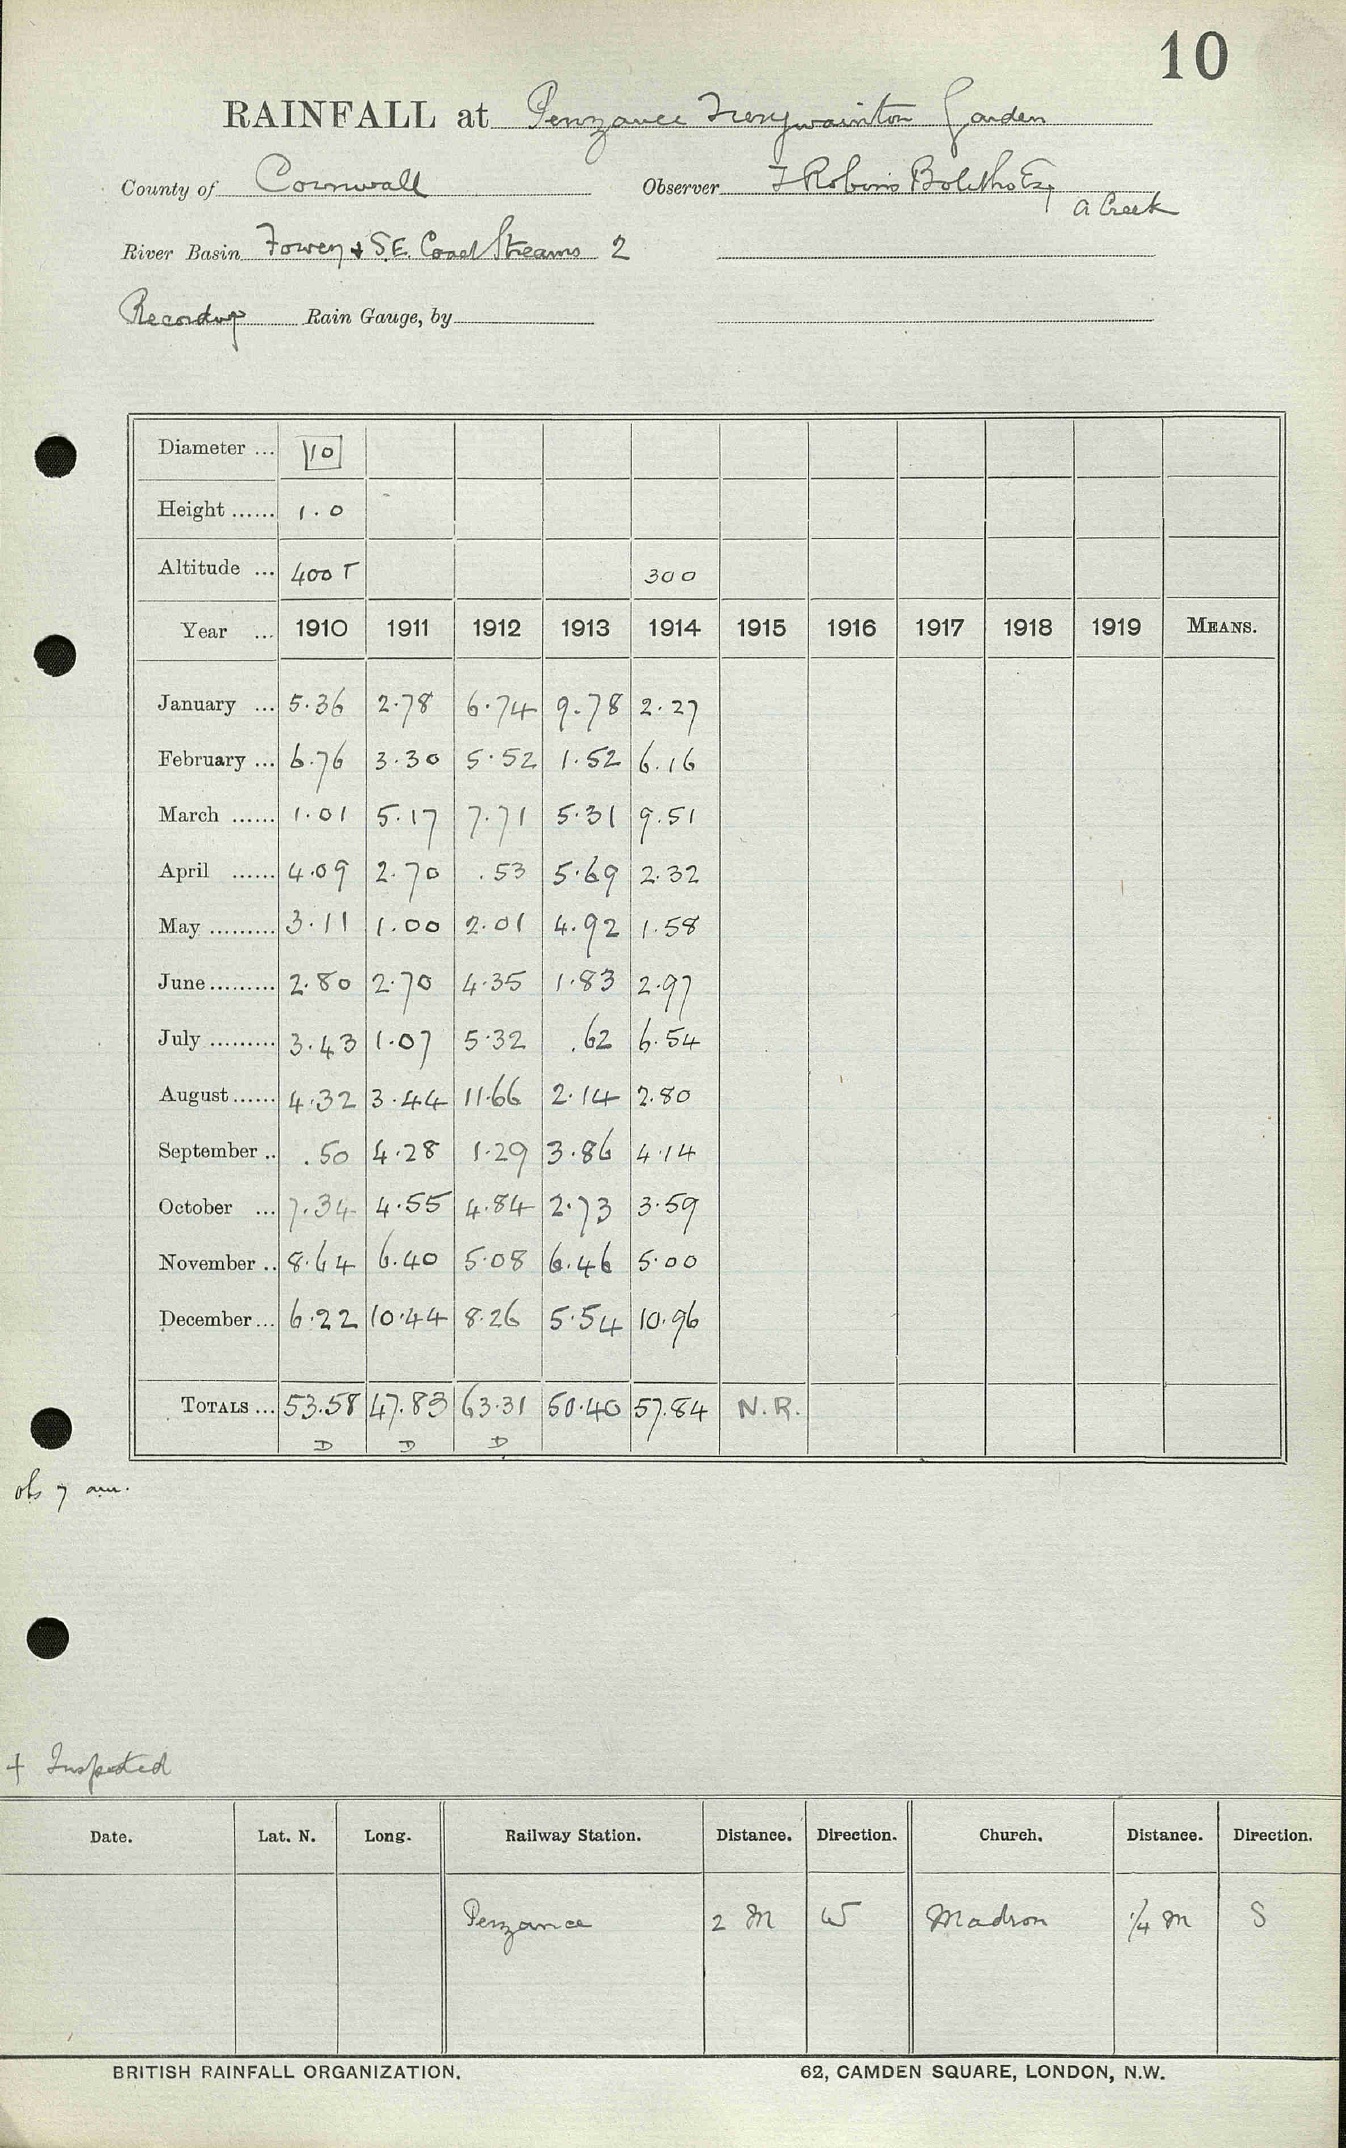 10
RAINFALL at Penzance Trengwainton Garden
County of Cornwall Observer T Robins Bolitho Esq
A Creek
River Basin Fowey & S.E. Coast Streams 2
Recording Rain Gauge, by
Diameter ... 10
Height ...... 1.0
Altitude ... 400 T 300
Year ... 1910 1911 1912 1913 1914 1915 1916 1917 1918 1919 MEANS.
January ... 5.36 2.78 6.74 9.78 2.27
February ... 6.76 3.30 5.52 1.52 6.16
March ...... 1.01 5.17 7.71 5.31 9.51
April ...... 4.09 2.70 .53 5.69 2.32
May ......... 3.11 1.00 2.01 4.92 1.58
June ......... 2.80 2.70 4.35 1.83 2.97
July ......... 3.43 1.07 5.32 .62 6.54
August ...... 4.32 3.44 11.66 2.14 2.80
September .. .50 4.28 1.29 3.86 4.14
October ... 7.34 4.55 4.84 2.73 3.59
November .. 8.64 6.40 5.08 6.46 5.00
December ... 6.22 10.44 8.26 5.54 10.96
TOTALS ... 53.58 47.83 63.31 50.40 57.84 N.R.
D D D
obs 7 am.
+ Inspected
Date. Lat. N. Long. Railway Station. Distance. Direction. Church. Distance. Direction.
Penzance 2 M W Madron 1/4 m S
BRITISH RAINFALL ORGANIZATION. 62, CAMDEN SQUARE, LONDON, N.W.